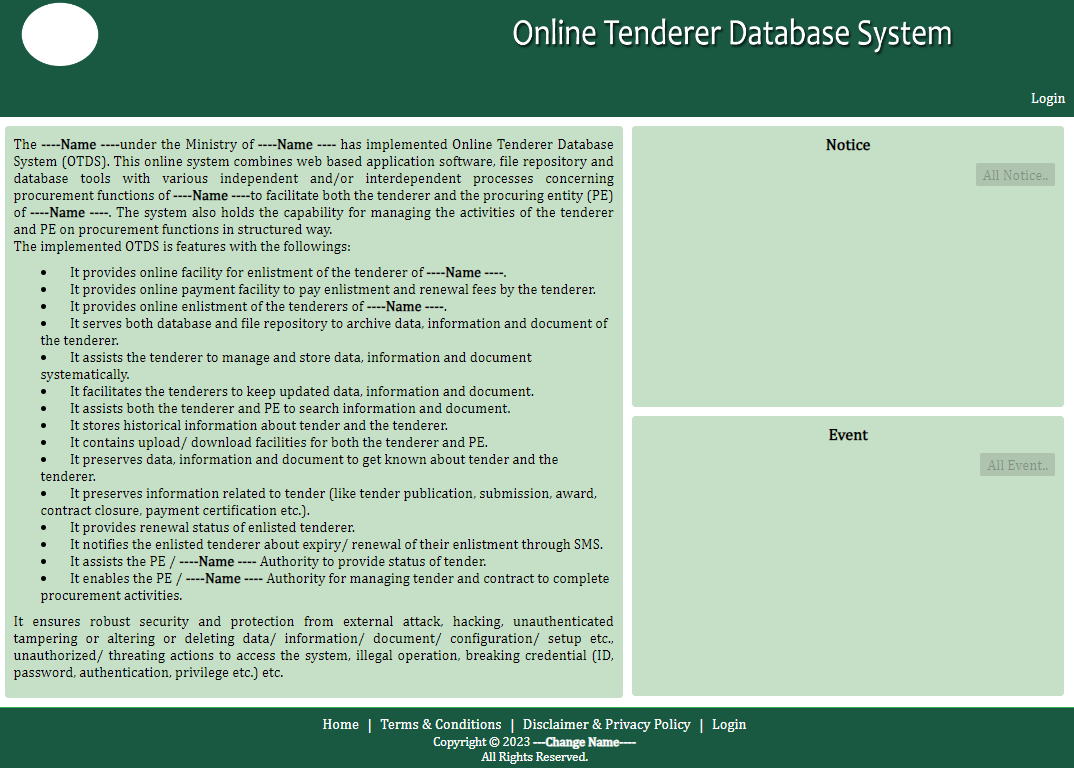 Online Tenderer Database System
Login
The ----Name ----under the Ministry of ----Name ---- has implemented Online Tenderer Database
System (OTDS). This online system combines web based application software, file repository and
database tools with various independent and/or interdependent processes concerning
procurement functions of ----Name ----to facilitate both the tenderer and the procuring entity (PE)
of ----Name ----. The system also holds the capability for managing the activities of the tenderer
and PE on procurement functions in structured way.
The implemented OTDS is features with the followings:
• It provides online facility for enlistment of the tenderer of ----Name ----.
• It provides online payment facility to pay enlistment and renewal fees by the tenderer.
• It provides online enlistment of the tenderers of ----Name ----.
• It serves both database and file repository to archive data, information and document of
the tenderer.
• It assists the tenderer to manage and store data, information and document
systematically.
• It facilitates the tenderers to keep updated data, information and document.
• It assists both the tenderer and PE to search information and document.
• It stores historical information about tender and the tenderer.
• It contains upload/ download facilities for both the tenderer and PE.
• It preserves data, information and document to get known about tender and the
tenderer.
• It preserves information related to tender (like tender publication, submission, award,
contract closure, payment certification etc.).
• It provides renewal status of enlisted tenderer.
• It notifies the enlisted tenderer about expiry/ renewal of their enlistment through SMS.
• It assists the PE / ----Name ---- Authority to provide status of tender.
• It enables the PE / ----Name ---- Authority for managing tender and contract to complete
procurement activities.
It ensures robust security and protection from external attack, hacking, unauthenticated
tampering or altering or deleting data/ information/ document/ configuration/ setup etc.,
unauthorized/ threating actions to access the system, illegal operation, breaking credential (ID,
password, authentication, privilege etc.) etc.
Notice
All Notice..
Event
All Event..
Home | Terms & Conditions | Disclaimer & Privacy Policy | Login
Copyright © 2023 ---Change Name----
All Rights Reserved.